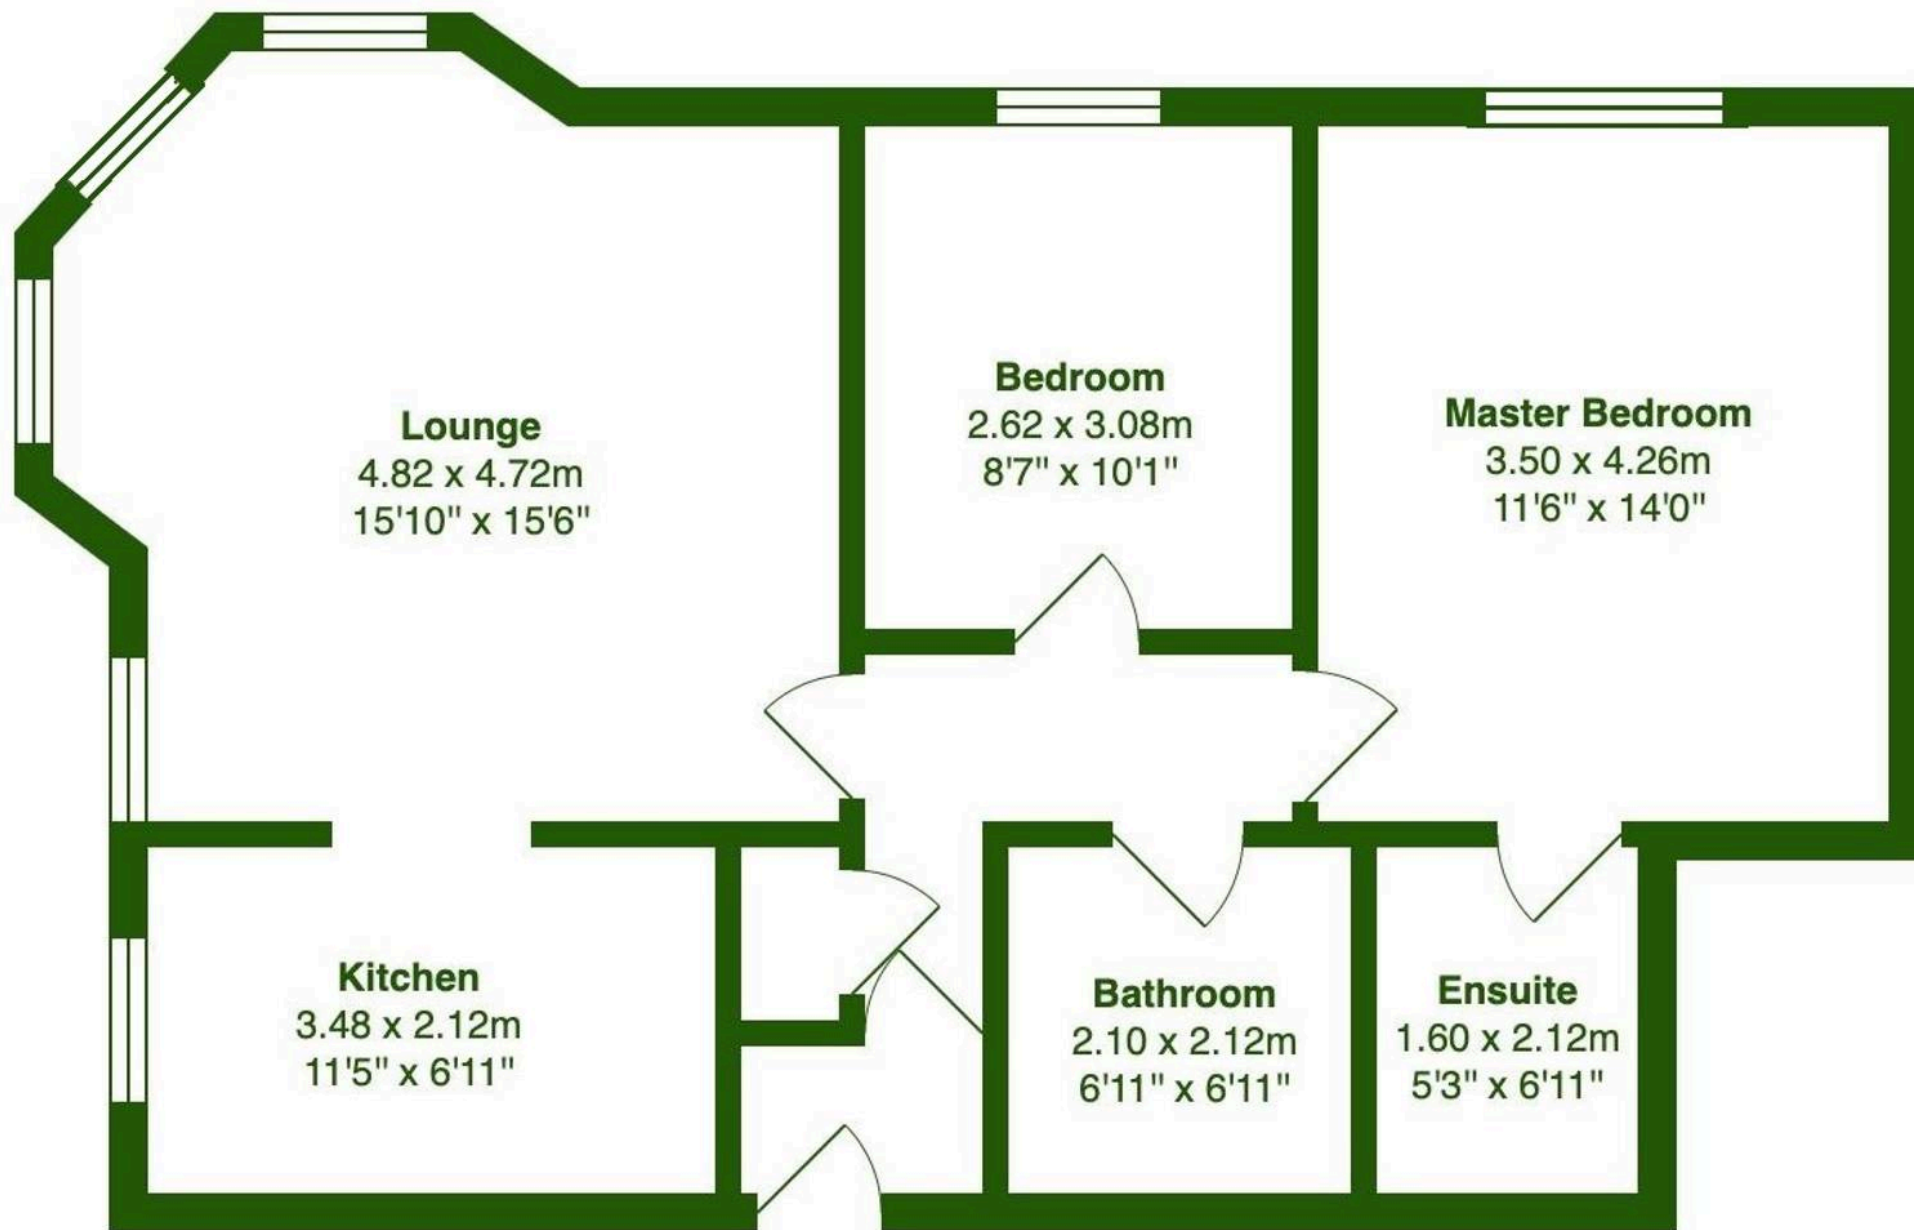 Lounge
4.82 x 4.72m
15'10" x 15'6"
Bedroom
2.62 x 3.08m
8'7" x 10'1"
Master Bedroom
3.50 x 4.26m
11'6" x 14'0"
Kitchen
3.48 x 2.12m
11'5" x 6'11"
Bathroom
2.10 x 2.12m
6'11" x 6'11"
Ensuite
1.60 x 2.12m
5'3" x 6'11"